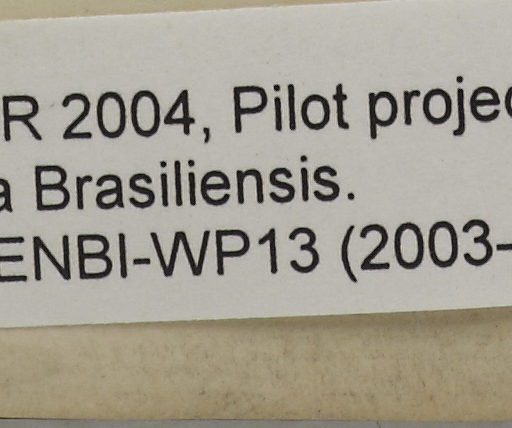 R 2004, Pilot projec
a Brasiliensis.
ENBI-WP13 (2003-